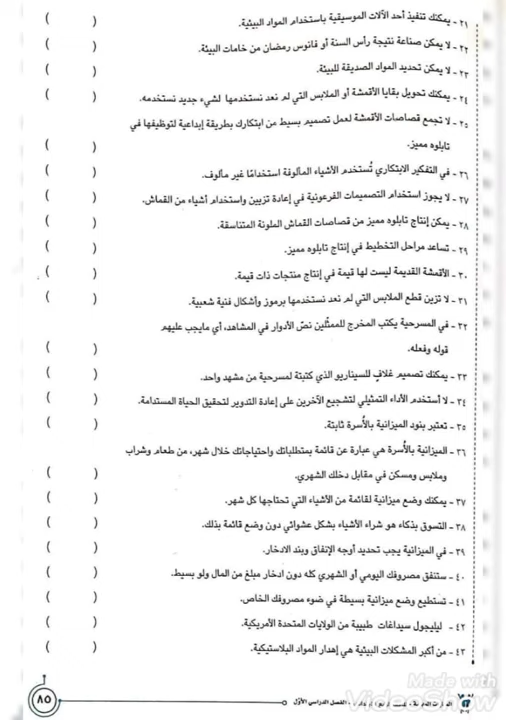 ٢١ - يمكنك تنفيذ أحد الآلات الموسيقية باستخدام المواد البيئية. ( )
٢٢ - لا يمكن صناعة نتيجة رأس السنة أو فانوس رمضان من خامات البيئة. ( )
٢٣ - لا يمكن تحديد المواد الصديقة للبيئة. ( )
٢٤ - يمكنك تحويل بقايا الأقمشة أو الملابس التي لم نعد نستخدمها لشيء جديد نستخدمه. ( )
٢٥ - لا تجمع قصاصات الأقمشة لعمل تصميم بسيط من ابتكارك بطريقة إبداعية لتوظيفها في
تابلوه مميز. ( )
٢٦ - في التفكير الابتكاري تُستخدم الأشياء المألوفة استخدامًا غير مألوف. ( )
٢٧ - لا يجوز استخدام التصميمات الفرعونية في إعادة تزيين واستخدام أشياء من القماش. ( )
٢٨ - يمكن إنتاج تابلوه مميز من قصاصات القماش الملونة المتناسقة. ( )
٢٩ - تساعد مراحل التخطيط في إنتاج تابلوه مميز. ( )
٣٠ - الأقمشة القديمة ليست لها قيمة في إنتاج منتجات ذات قيمة. ( )
٣١ - لا تزين قطع الملابس التي لم نعد نستخدمها برموز وأشكال فنية شعبية. ( )
٣٢ - في المسرحية يكتب المخرج للممثلين نصّ الأدوار في المشاهد، أي مايجب عليهم
قوله وفعله. ( )
٣٣ - يمكنك تصميم غلافٍ للسيناريو الذي كتبتة لمسرحية من مشهد واحد. ( )
٣٤ - لا أستخدم الأداء التمثيلي لتشجيع الآخرين على إعادة التدوير لتحقيق الحياة المستدامة. ( )
٣٥ - تعتبر بنود الميزانية بالأسرة ثابتة. ( )
٣٦ - الميزانية بالأسرة هي عبارة عن قائمة بمتطلباتك واحتياجاتك خلال شهر، من طعام وشراب
وملابس ومسكن في مقابل دخلك الشهري. ( )
٣٧ - يمكنك وضع ميزانية لقائمة من الأشياء التي تحتاجها كل شهر. ( )
٣٨ - التسوق بذكاء هو شراء الأشياء بشكل عشوائي دون وضع قائمة بذلك. ( )
٣٩ - في الميزانية يجب تحديد أوجه الإنفاق وبند الادخار. ( )
٤٠ - ستنفق مصروفك اليومي أو الشهري كله دون ادخار مبلغ من المال ولو بسيط. ( )
٤١ - تستطيع وضع ميزانية بسيطة في ضوء مصروفك الخاص. ( )
٤٢ - ليليجول سيداغات طبيبة من الولايات المتحدة الأمريكية. ( )
٤٣ - من أكبر المشكلات البيئية هي إهدار المواد البلاستيكية. ( )
الفصل الدراسي الأول
٨٥
Made with
VivaVideo